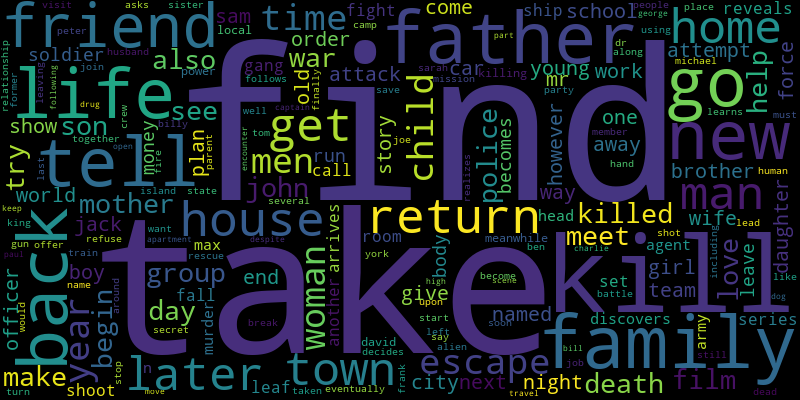 friend
sam
local
time
fight
camp
come
ship
school
people
george
place
reveals
using
home
visit
asks
sister
peter
husband
relationship
soldier
also
order
war
gang
father
attempt
dr
along
force
life
find
go
help
see
old
attack
car
killing
young
mr
work
michael
learns
must
show
son
plan
money
get
child
police
becomes
however
one
new
try
tell
men
run
call
story
away
brother
human
world
mother
john
several
way
man
daughter
back
jack
house
return
head
killed
meet
wife
lead
king
gun
offer
refuse
max
rescue
woman
arrives
room
york
body
meanwhile
ben
agent
shot
love
including
leave
like
dog
boy
group
end
take
give
girl
team
kill
officer
year
begin
day
fall
secret
murder
another
named
set
battle
discovers
series
army
family
later
town
david
decides
escape
make
shoot
leaf
taken
eventually
frank
city
next
night
death
film
job
bill
travel
still
dead
turn
would
name
train
stop
move
break
despite
high
upon
start
say
alien
left
soon
become
scene
charlie
want
apartment
island
state
fire
parent
tom
encounter
joe
captain
realizes
sarah
mission
save
party
part
member
hand
finally
follows
well
power
billy
together
open
crew
drug
join
leaving
following
former
last
keep
paul
around
n